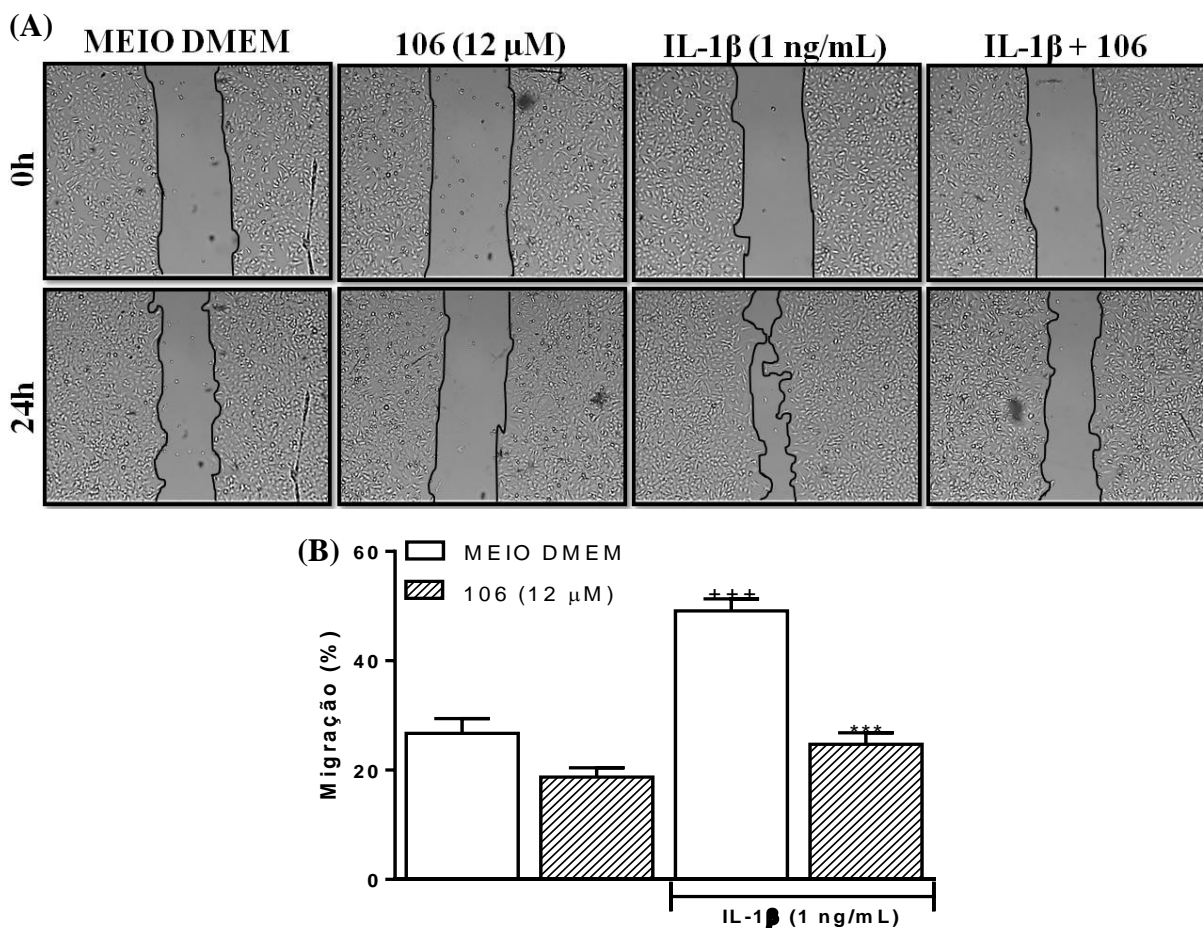 (A)
MEIO DMEM 106 (12 μM) IL-1β (1 ng/mL) IL-1β + 106
0h
24h
(B)
60
40
20
0
Migração (%)
MEIO DMEM
106 (12 μM)
+++
***
IL-1β (1 ng/mL)